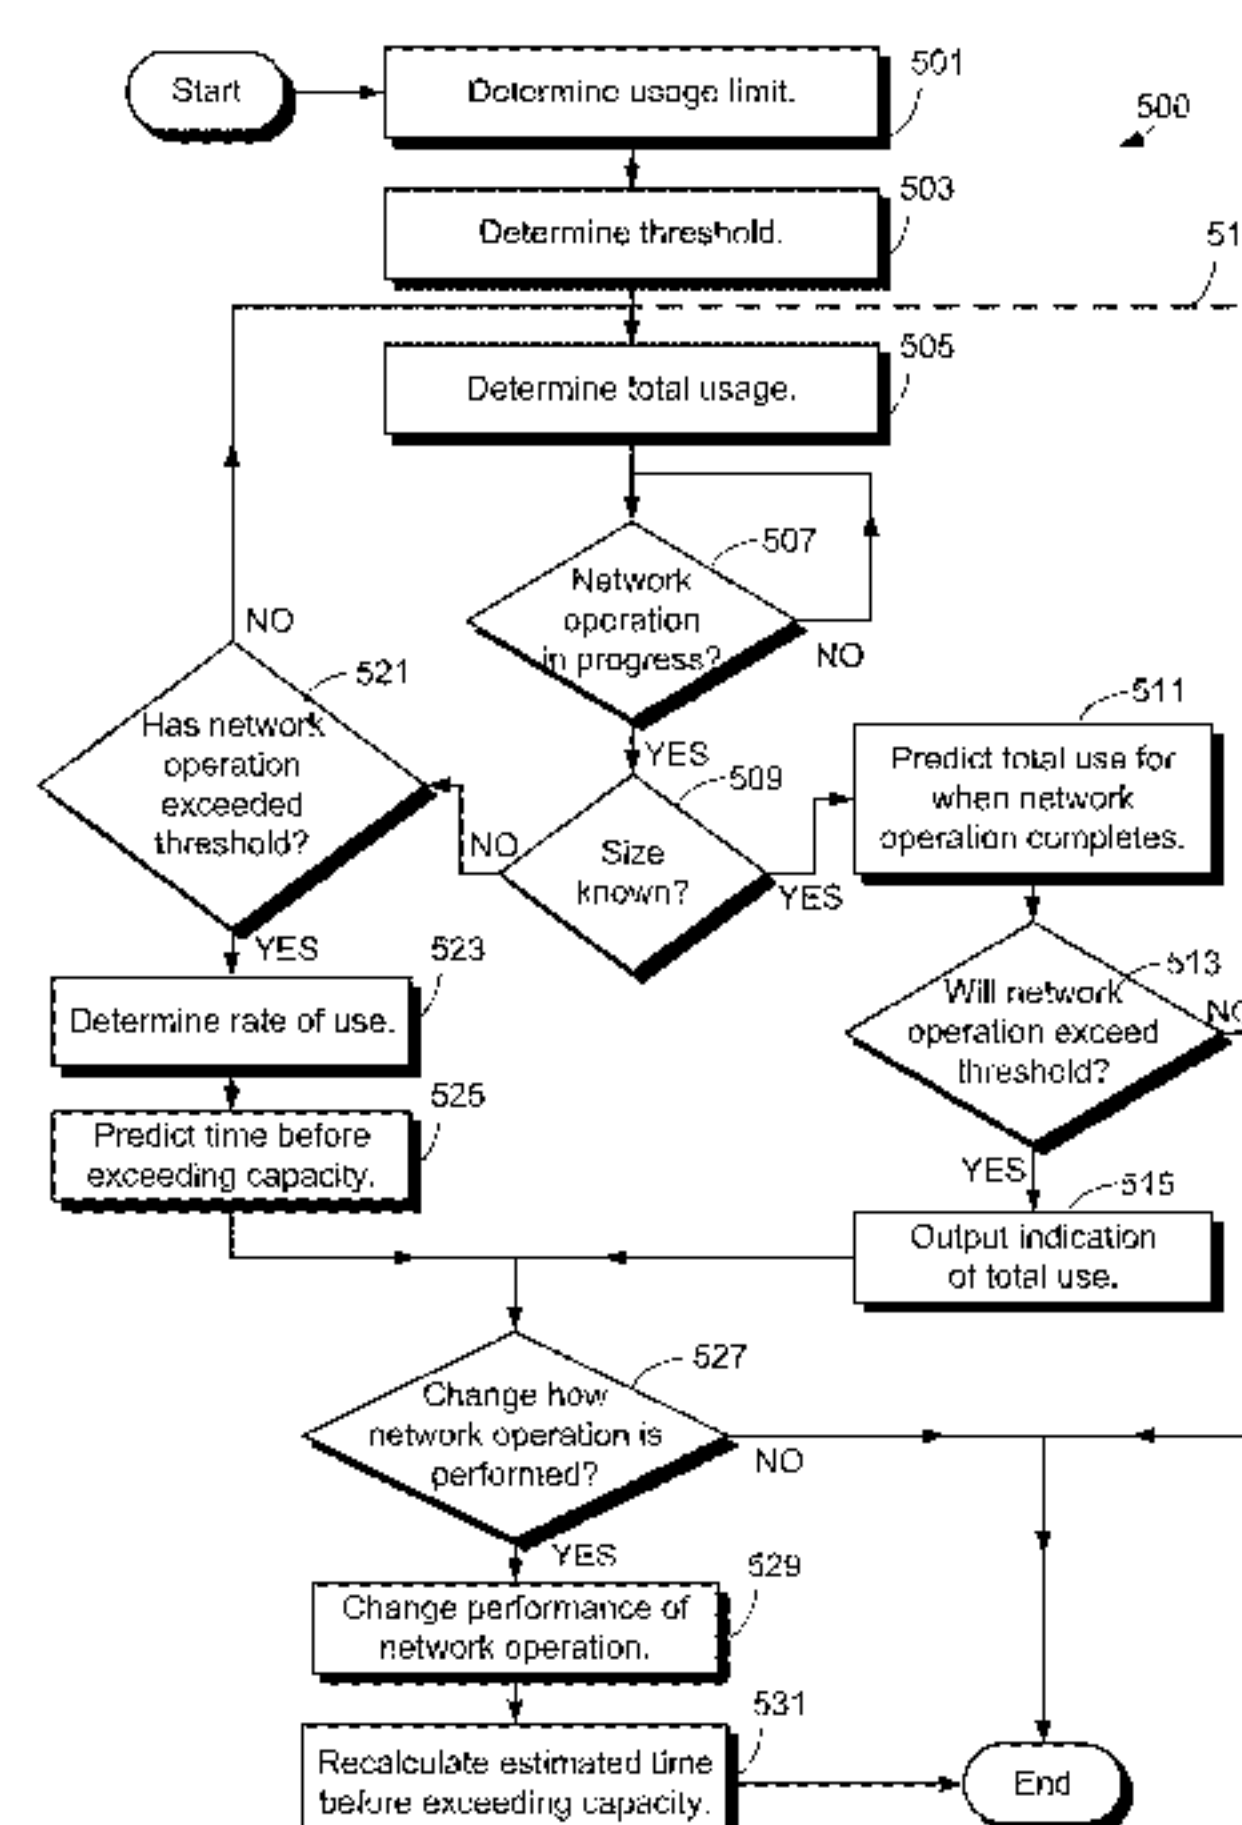 Start
Determine usage limit.
501
500
Determine threshold.
503
51
Determine total usage.
505
Network
operation
in progress?
507
NO
YES
NO
Has network
operation
exceeded
threshold?
521
YES
Size
known?
509
NO
YES
Predict total use for
when network
operation completes.
511
Determine rate of use.
523
Will network
operation exceed
threshold?
513
NO
YES
Predict time before
exceeding capacity.
525
Output indication
of total use.
515
Change how
network operation is
performed?
527
NO
YES
Change performance of
network operation.
529
Recalculate estimated time
before exceeding capacity.
531
End